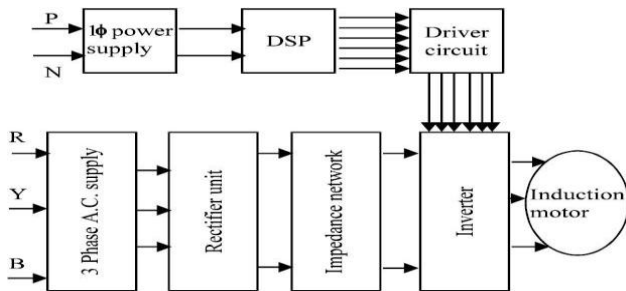 P
N
1ϕ power
supply
DSP
Driver
circuit
R
Y
B
3 Phase A.C. supply
Rectifier unit
Impedance network
Inverter
Induction
motor